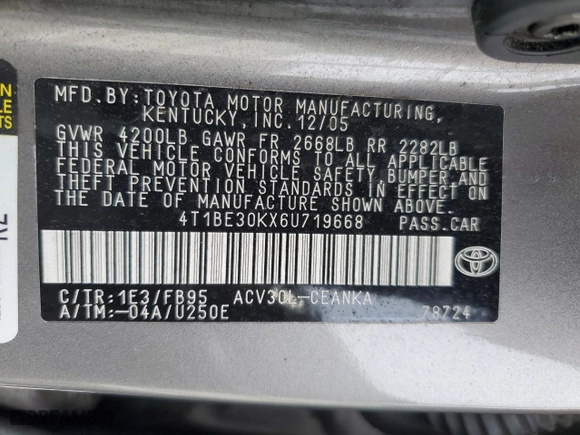 MFD. BY: TOYOTA MOTOR MANUFACTURING,
KENTUCKY, INC. 12/05
GVWR 4200LB GAWR FR 2668LB RR 2282LB
THIS VEHICLE CONFORMS TO ALL APPLICABLE
FEDERAL MOTOR VEHICLE SAFETY, BUMPER, AND
THEFT PREVENTION STANDARDS IN EFFECT ON
THE DATE OF MANUFACTURE SHOWN ABOVE.
4T1BE30KX6U719668 PASS.CAR
C/TR: 1E3/FB95 ACV30L-CEANKA
A/TM: -04A/U250E 78724